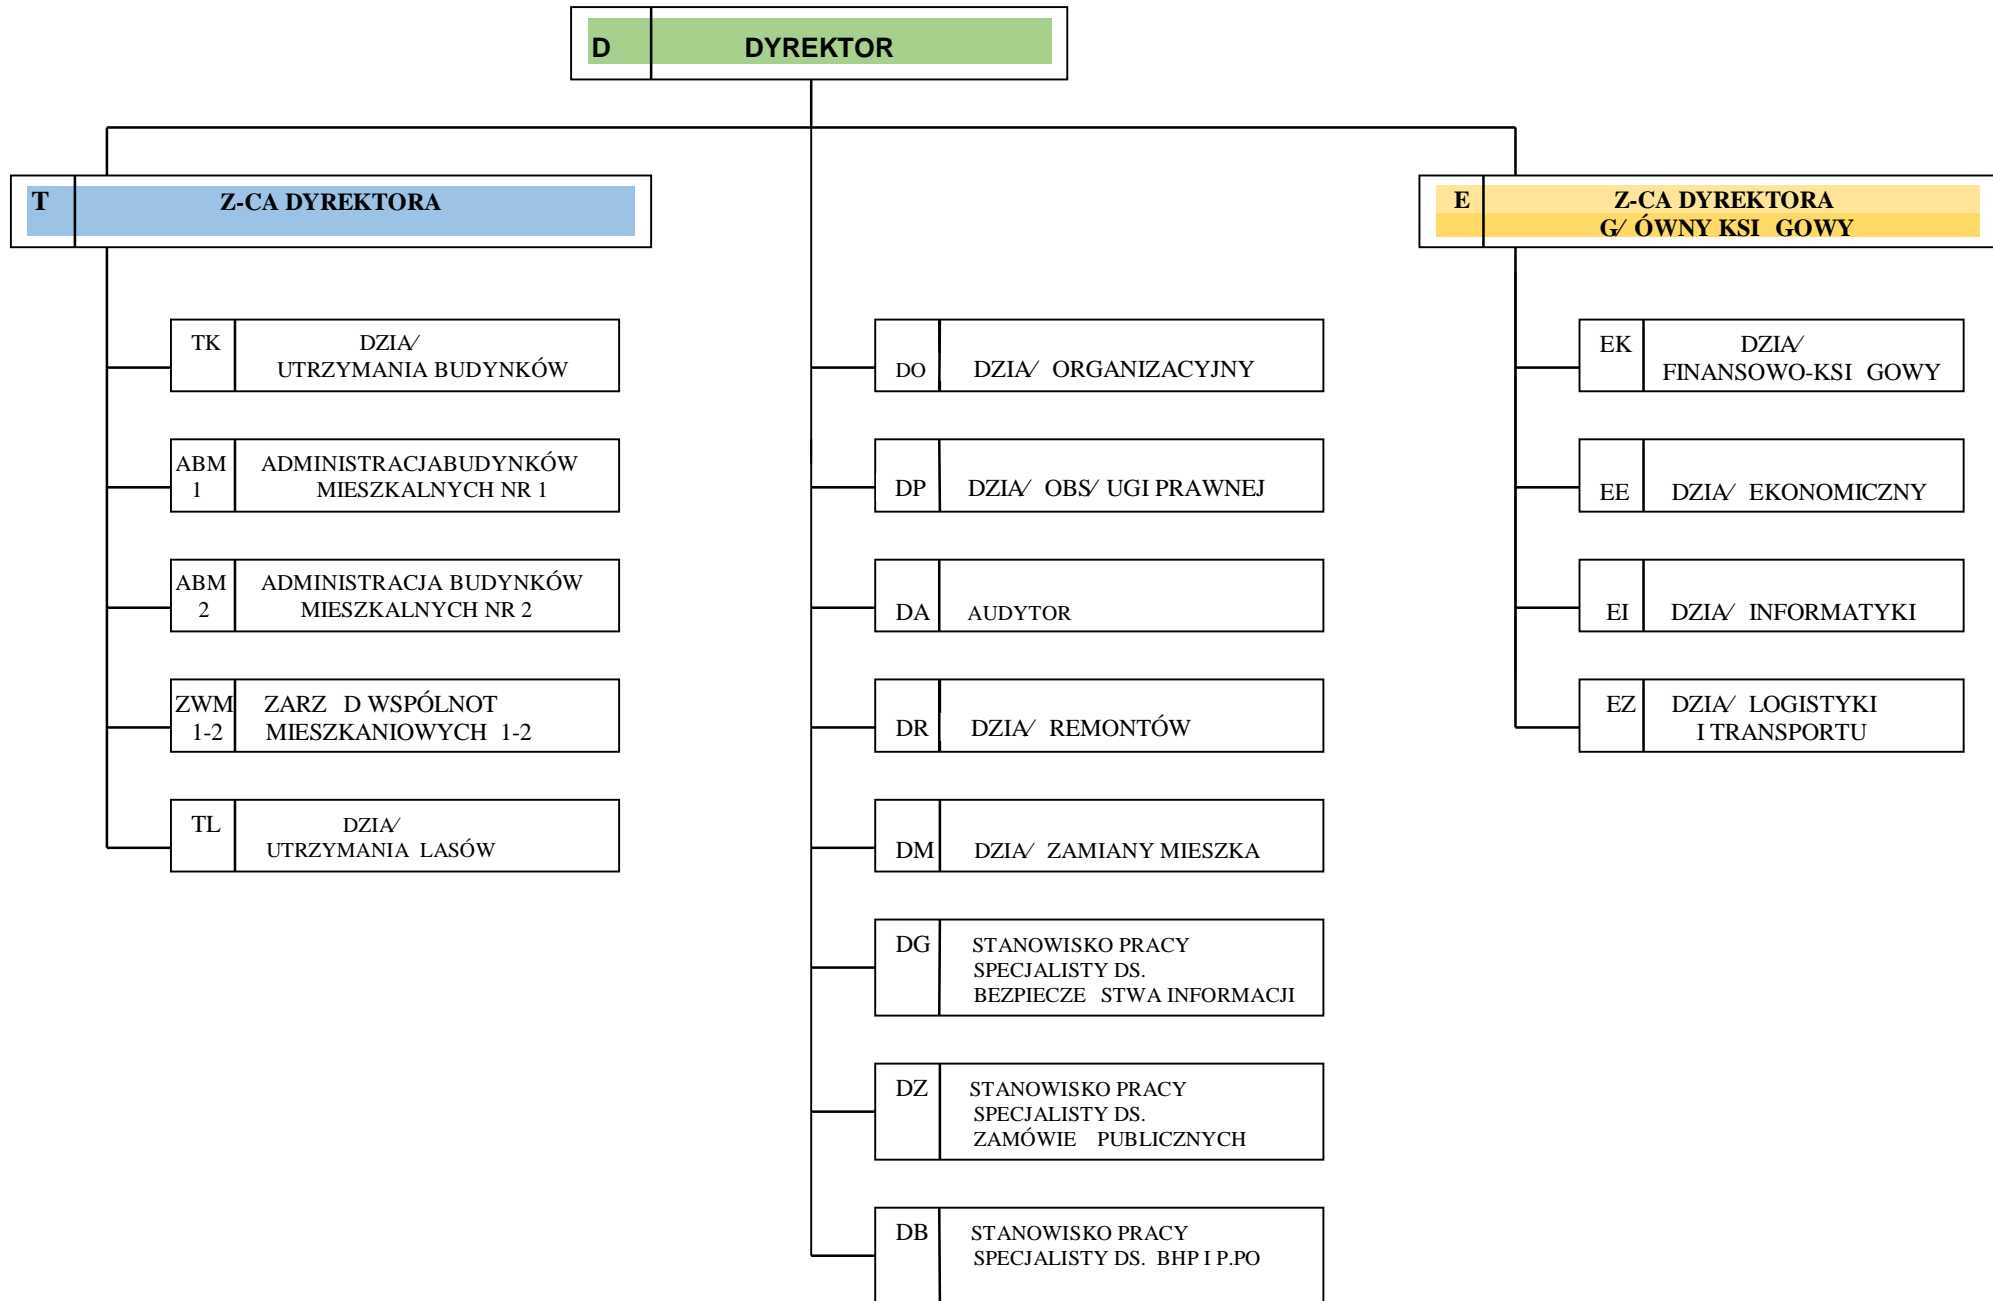 D DYREKTOR
T Z-CA DYREKTORA
E Z-CA DYREKTORA
G/ ÓWNY KSI GOWY
TK DZIA/
UTRZYMANIA BUDYNKÓW
ABM ADMINISTRACJABUDYNKÓW
1 MIESZKALNYCH NR 1
ABM ADMINISTRACJA BUDYNKÓW
2 MIESZKALNYCH NR 2
ZWM ZARZ D WSPÓLNOT
1-2 MIESZKANIOWYCH 1-2
TL DZIA/
UTRZYMANIA LASÓW
DO DZIA/ ORGANIZACYJNY
DP DZIA/ OBS/ UGI PRAWNEJ
DA AUDYTOR
DR DZIA/ REMONTÓW
DM DZIA/ ZAMIANY MIESZKA
DG STANOWISKO PRACY
SPECJALISTY DS.
BEZPIECZE STWA INFORMACJI
DZ STANOWISKO PRACY
SPECJALISTY DS.
ZAMÓWIE PUBLICZNYCH
DB STANOWISKO PRACY
SPECJALISTY DS. BHP I P.PO
EK DZIA/
FINANSOWO-KSI GOWY
EE DZIA/ EKONOMICZNY
EI DZIA/ INFORMATYKI
EZ DZIA/ LOGISTYKI
I TRANSPORTU